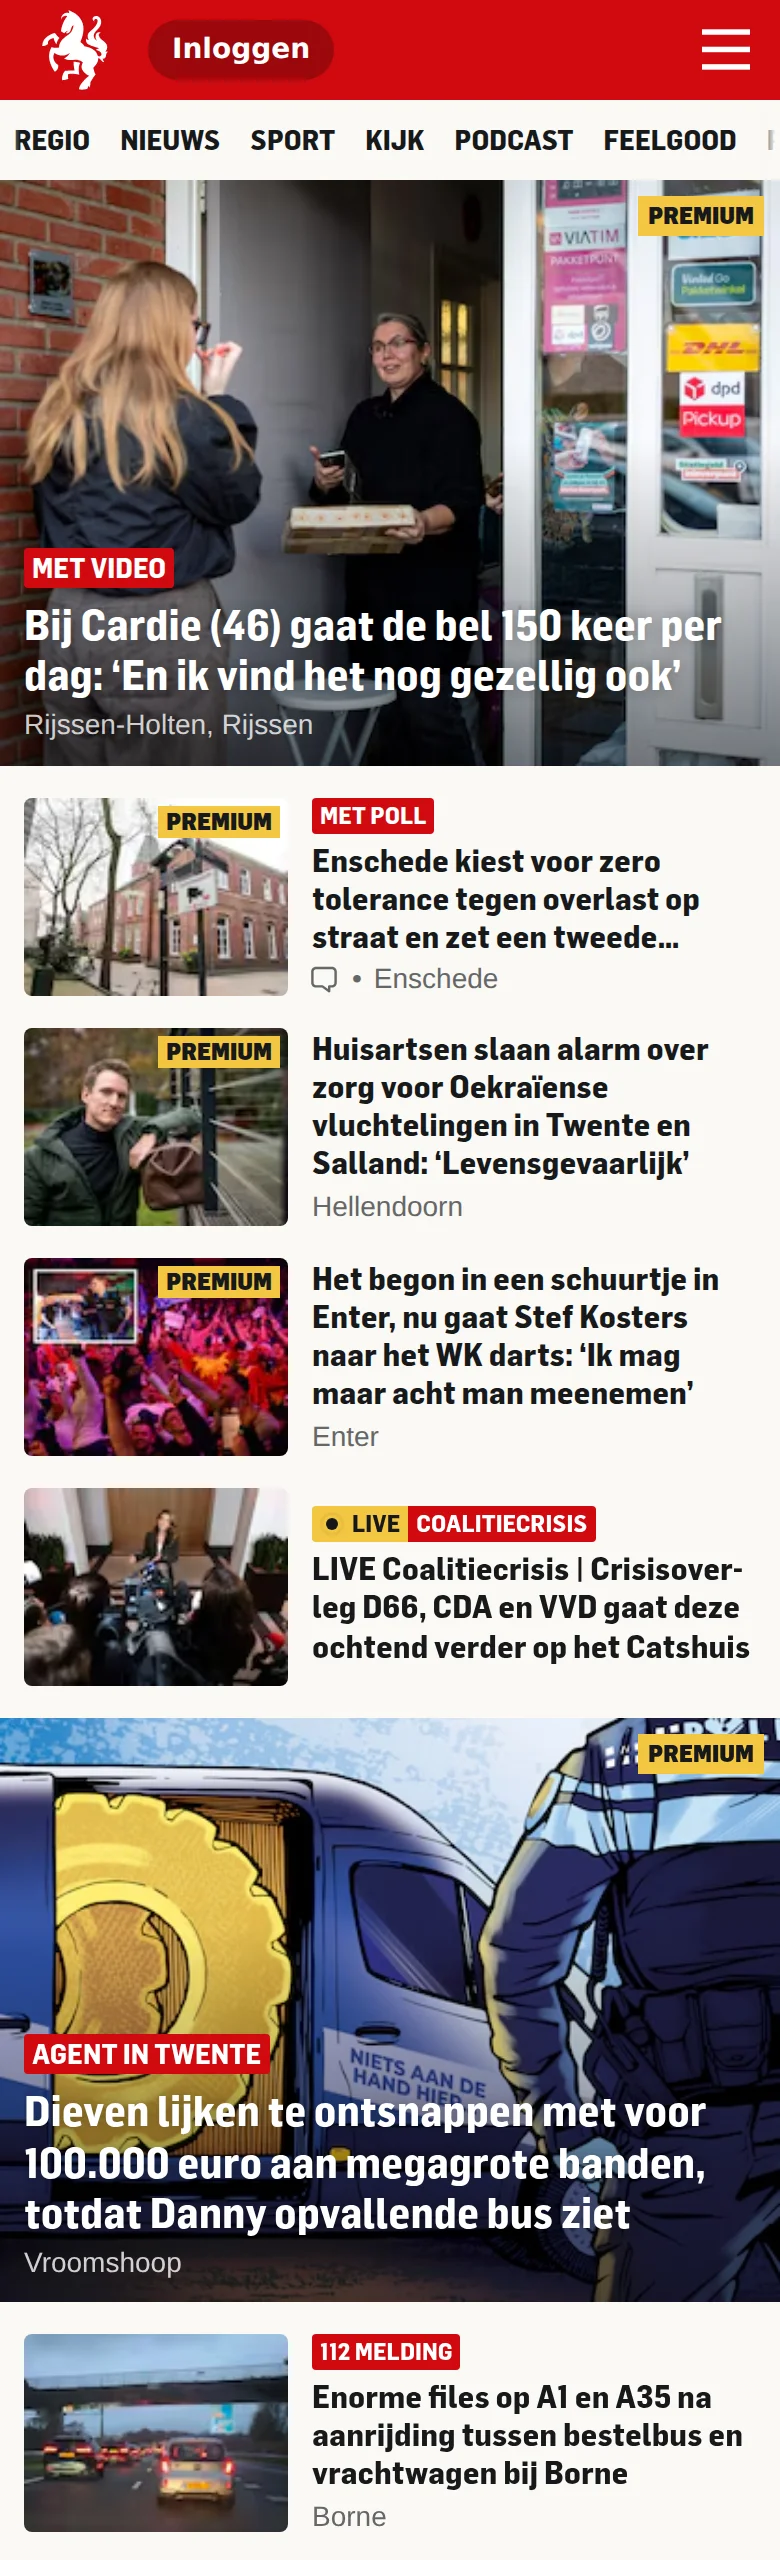 Inloggen
REGIO NIEUWS SPORT KIJK PODCAST FEELGOOD
PREMIUM
VIATIM
PAKKETPUNT
Vinted Go
Pakketwinkel
DHL
dpd
Pickup
MET VIDEO
Bij Cardie (46) gaat de bel 150 keer per
dag: ‘En ik vind het nog gezellig ook’
Rijssen-Holten, Rijssen
PREMIUM
MET POLL
Enschede kiest voor zero
tolerance tegen overlast op
straat en zet een tweede...
• Enschede
PREMIUM
Huisartsen slaan alarm over
zorg voor Oekraïense
vluchtelingen in Twente en
Salland: ‘Levensgevaarlijk’
Hellendoorn
PREMIUM
Het begon in een schuurtje in
Enter, nu gaat Stef Kosters
naar het WK darts: ‘Ik mag
maar acht man meenemen’
Enter
LIVE COALITIECRISIS
LIVE Coalitiecrisis | Crisisover-
leg D66, CDA en VVD gaat deze
ochtend verder op het Catshuis
PREMIUM
NIETS AAN DE
HAND HIER
AGENT IN TWENTE
Dieven lijken te ontsnappen met voor
100.000 euro aan megagrote banden,
totdat Danny opvallende bus ziet
Vroomshoop
112 MELDING
Enorme files op A1 en A35 na
aanrijding tussen bestelbus en
vrachtwagen bij Borne
Borne